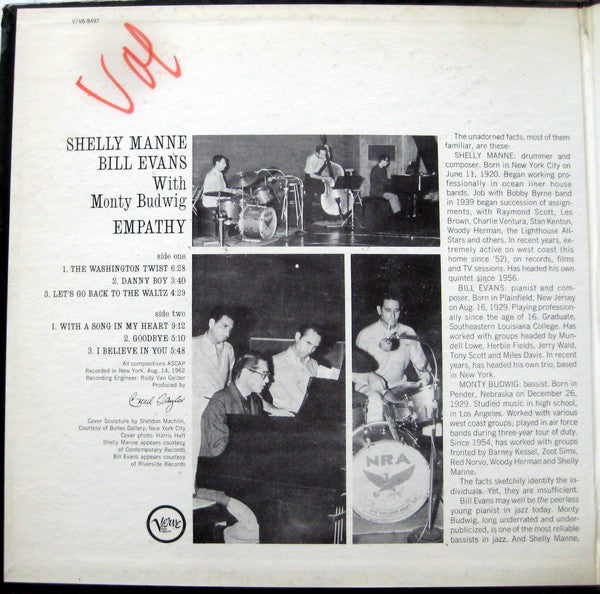 V/V6 8497
Vol
SHELLY MANNE
BILL EVANS
With
Monty Budwig
EMPATHY
side one
1. THE WASHINGTON TWIST 6:28
2. DANNY BOY 3:40
3. LET'S GO BACK TO THE WALTZ 4:29
side two
1. WITH A SONG IN MY HEART 9:12
2. GOODBYE 5:10
3. I BELIEVE IN YOU 5:48
All compositions ASCAP
Recorded in New York, Aug. 14, 1962
Recording Engineer: Rudy Van Gelder
Produced by
Creed Taylor
Cover Sculpture by Sheldon Machlin,
Courtesy of Bolles Gallery, New York City
Cover photo: Harris Haft
Shelly Manne appears courtesy
of Contemporary Records
Bill Evans appears courtesy
of Riverside Records
Verve
NRA
The unadorned facts, most of them
familiar, are these:
SHELLY MANNE: drummer and
composer. Born in New York City on
June 11, 1920. Began working pro-
fessionally in ocean liner house
bands. Job with Bobby Byrne band
in 1939 began succession of assign-
ments, with Raymond Scott, Les
Brown, Charlie Ventura, Stan Kenton,
Woody Herman, the Lighthouse All-
Stars and others. In recent years, ex-
tremely active on west coast (his
home since '52), on records, films
and TV sessions. Has headed his own
quintet since 1956.
BILL EVANS: pianist and com-
poser. Born in Plainfield, New Jersey
on Aug. 16, 1929. Playing profession-
ally since the age of 16. Graduate,
Southeastern Louisiana College. Has
worked with groups headed by Mun-
dell Lowe, Herbie Fields, Jerry Wald,
Tony Scott and Miles Davis. In recent
years, has headed his own trio, based
in New York.
MONTY BUDWIG: bassist. Born in
Pender, Nebraska on December 26,
1929. Studied music in high school,
in Los Angeles. Worked with various
west coast groups; played in air force
bands during three-year tour of duty.
Since 1954, has worked with groups
fronted by Barney Kessel, Zoot Sims,
Red Norvo, Woody Herman and Shelly
Manne.
The facts sketchily identify the in-
dividuals. Yet, they are insufficient.
Bill Evans may well be the peerless
young pianist in jazz today. Monty
Budwig, long underrated and under-
publicized, is one of the most reliable
bassists in jazz. And Shelly Manne,